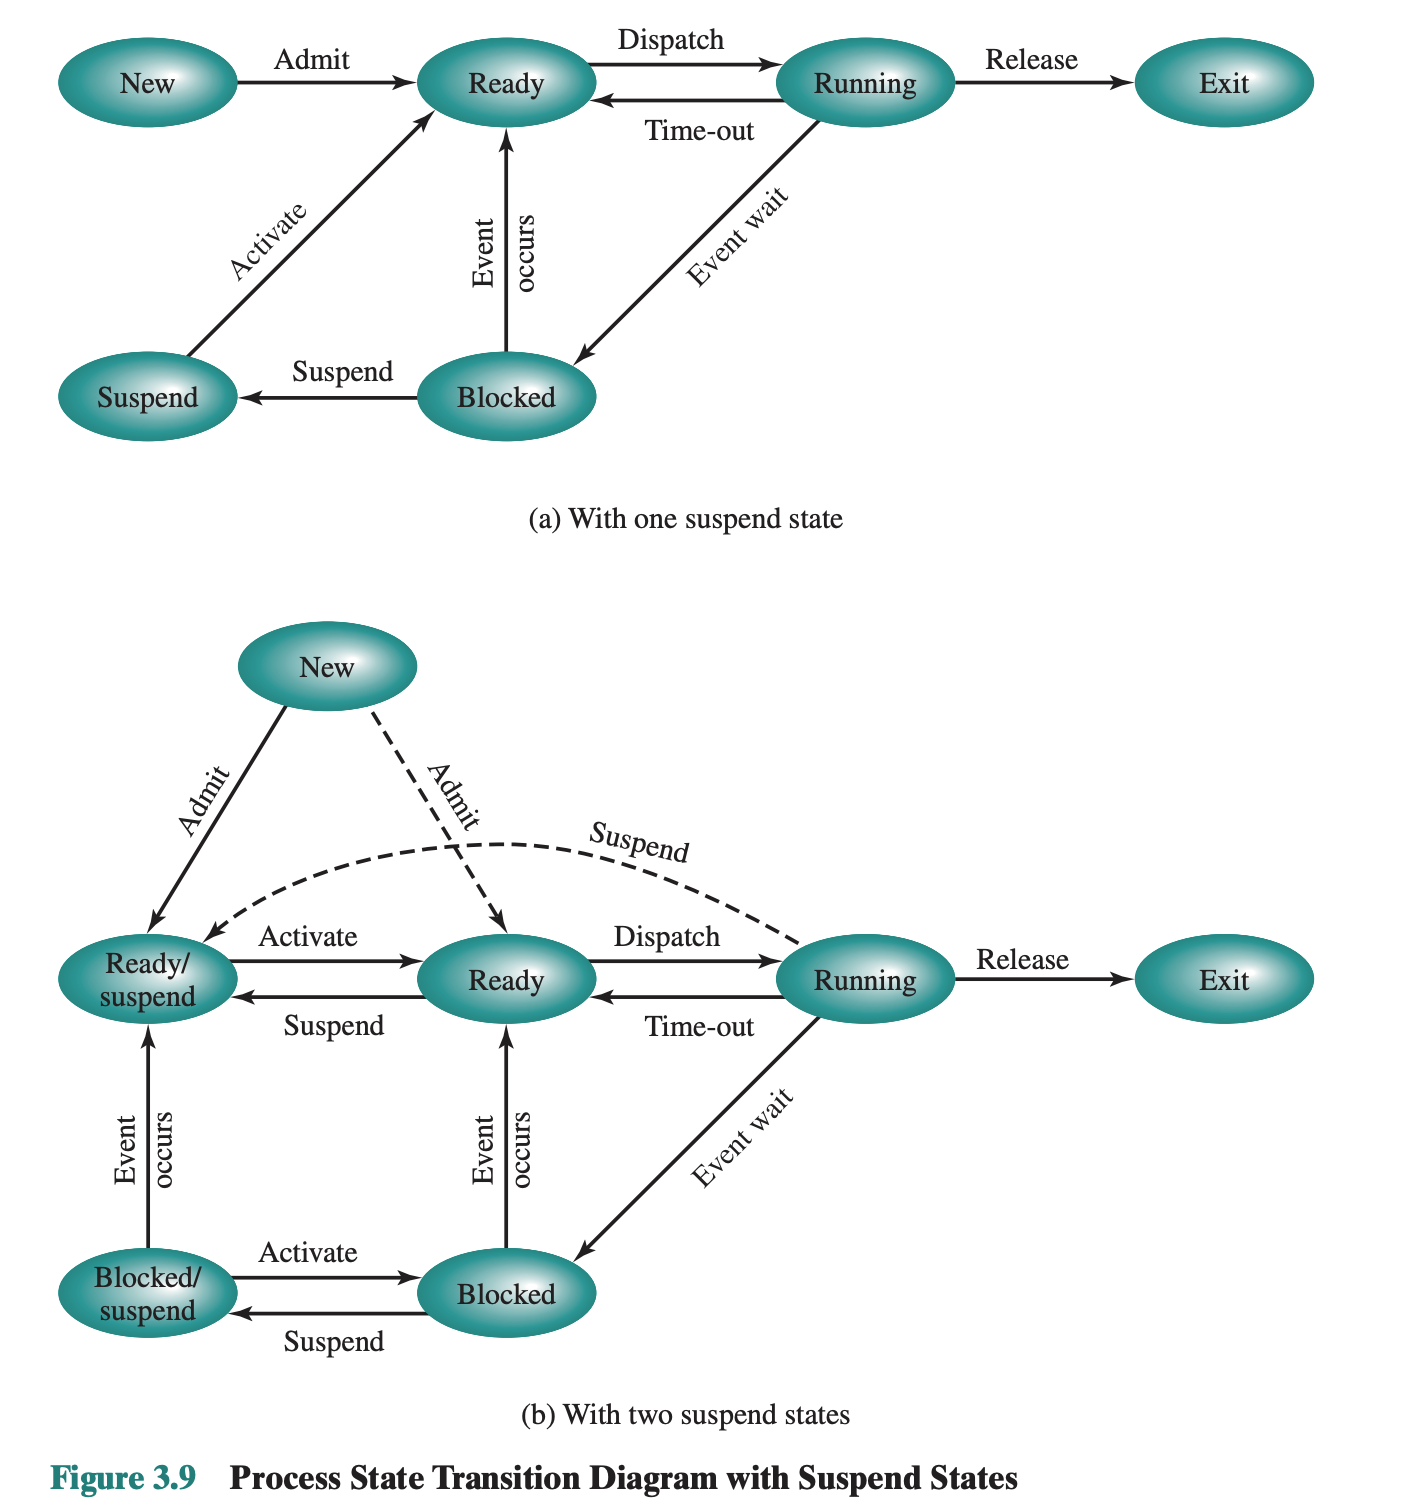 Dispatch
Admit
Release
New
Ready
Running
Exit
Time-out
Activate
Event
occurs
Event wait
Suspend
Suspend
Blocked
(a) With one suspend state
New
Admit
Admit
Suspend
Activate
Dispatch
Release
Ready/
suspend
Ready
Running
Exit
Suspend
Time-out
Event
occurs
Event
occurs
Event wait
Activate
Blocked/
suspend
Blocked
Suspend
(b) With two suspend states
Figure 3.9 Process State Transition Diagram with Suspend States